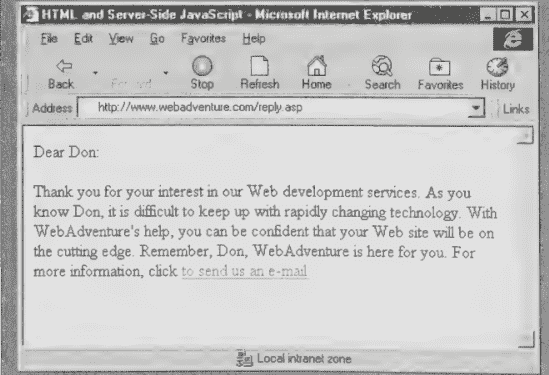 HTML and Server-Side JavaScript - Microsoft Internet Explorer
File Edit View Go Favorites Help
Back Forward Stop Refresh Home Search Favorites History
Address http://www.webadventure.com/reply.asp Links
Dear Don:
Thank you for your interest in our Web development services. As you
know Don, it is difficult to keep up with rapidly changing technology. With
WebAdventure's help, you can be confident that your Web site will be on
the cutting edge. Remember, Don, WebAdventure is here for you. For
more information, click to send us an e-mail
Local intranet zone